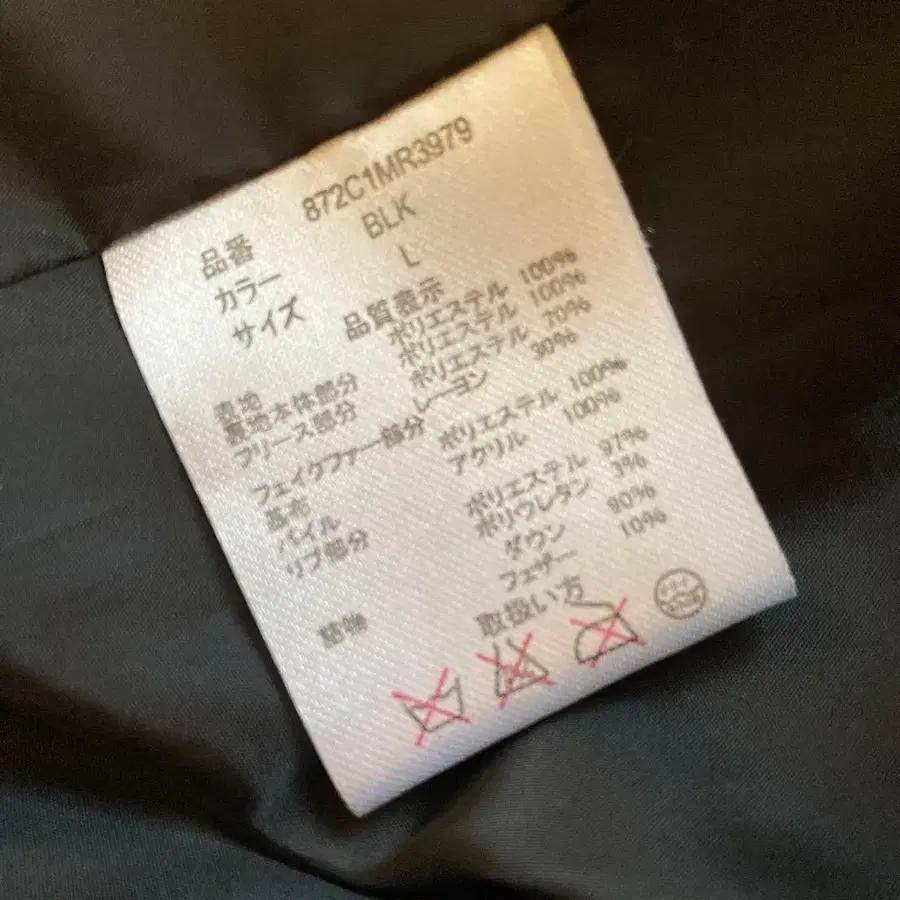 品番 872C1MR3979
カラー BLK
サイズ L
品質表示
表地 ポリエステル 100%
裏地本体部分 ポリエステル 100%
フリース部分 ポリエステル 70%
レーヨン 30%
フェイクファー部分
基布 ポリエステル 100%
パイル アクリル 100%
リブ部分 ポリエステル 97%
ポリウレタン 3%
詰物 ダウン 90%
フェザー 10%
取扱い方